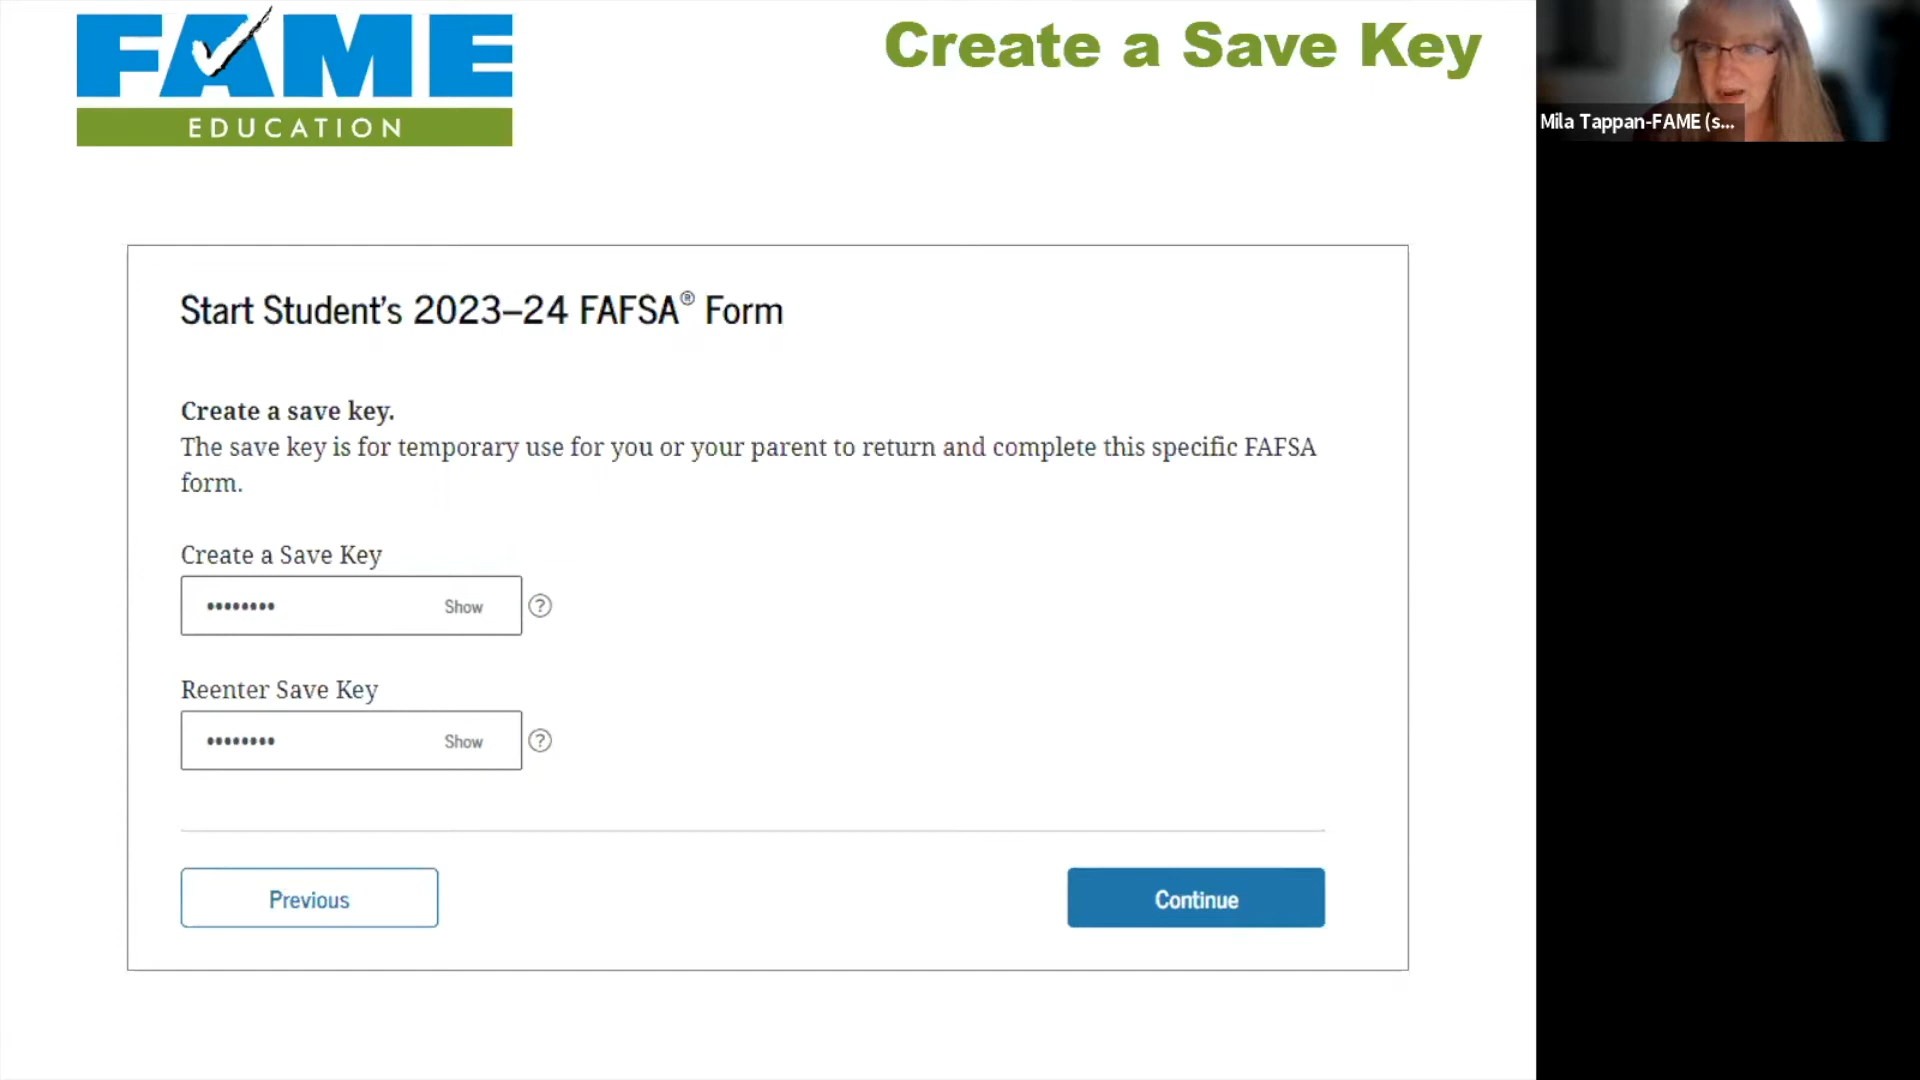 FAME
EDUCATION
Create a Save Key
Mila Tappan-FAME (s...
Start Student's 2023–24 FAFSA® Form
Create a save key.
The save key is for temporary use for you or your parent to return and complete this specific FAFSA
form.
Create a Save Key
•••••••• Show ?
Reenter Save Key
•••••••• Show ?
Previous
Continue